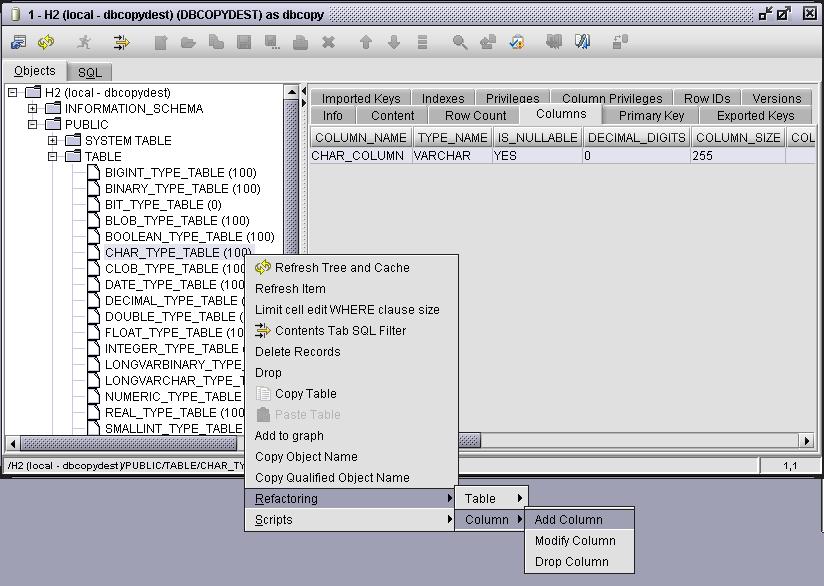 1 - H2 (local - dbcopydest) (DBCOPYDEST) as dbcopy
Objects
SQL
H2 (local - dbcopydest)
INFORMATION_SCHEMA
PUBLIC
SYSTEM TABLE
TABLE
BIGINT_TYPE_TABLE (100)
BINARY_TYPE_TABLE (100)
BIT_TYPE_TABLE (0)
BLOB_TYPE_TABLE (100)
BOOLEAN_TYPE_TABLE (100)
CHAR_TYPE_TABLE (100)
CLOB_TYPE_TABLE (100
DATE_TYPE_TABLE (100
DECIMAL_TYPE_TABLE (
DOUBLE_TYPE_TABLE (
FLOAT_TYPE_TABLE (10
INTEGER_TYPE_TABLE (
LONGVARBINARY_TYPE_
LONGVARCHAR_TYPE_T
NUMERIC_TYPE_TABLE (
REAL_TYPE_TABLE (100
SMALLINT_TYPE_TABLE (
Imported Keys Indexes Privileges Column Privileges Row IDs Versions
Info Content Row Count Columns Primary Key Exported Keys
COLUMN_NAME TYPE_NAME IS_NULLABLE DECIMAL_DIGITS COLUMN_SIZE COL
CHAR_COLUMN VARCHAR YES 0 255
Refresh Tree and Cache
Refresh Item
Limit cell edit WHERE clause size
Contents Tab SQL Filter
Delete Records
Drop
Copy Table
Paste Table
Add to graph
Copy Object Name
Copy Qualified Object Name
Refactoring
Scripts
Table
Column
Add Column
Modify Column
Drop Column
/H2 (local - dbcopydest)/PUBLIC/TABLE/CHAR_TY
1,1